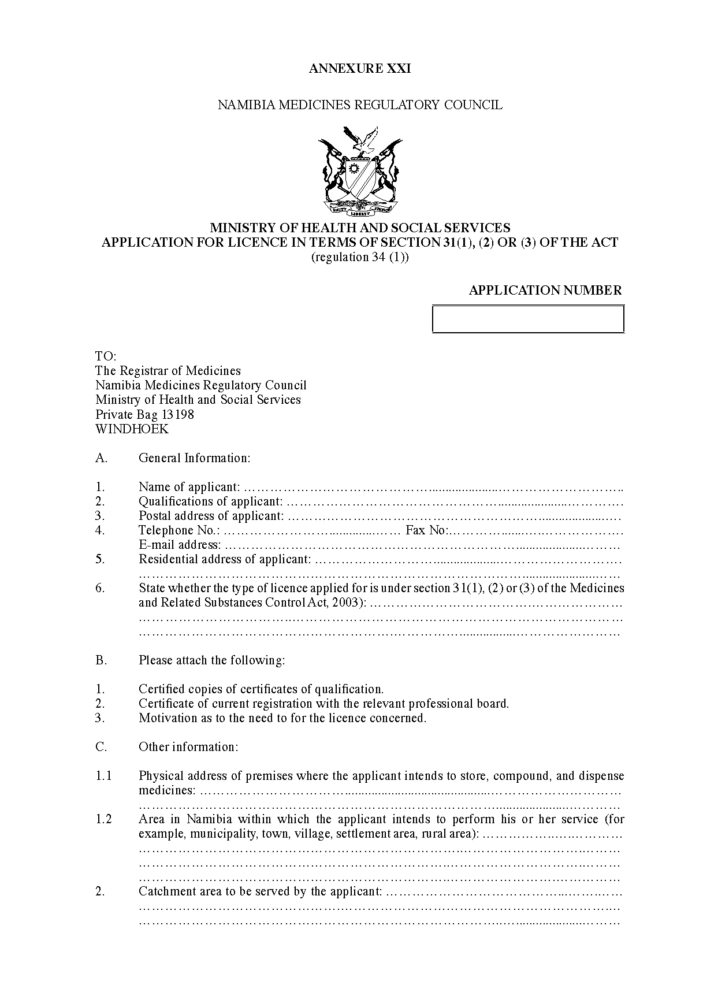 ANNEXURE XXI
NAMIBIA MEDICINES REGULATORY COUNCIL
UNITY LIBERTY JUSTICE
MINISTRY OF HEALTH AND SOCIAL SERVICES
APPLICATION FOR LICENCE IN TERMS OF SECTION 31(1), (2) OR (3) OF THE ACT
(regulation 34 (1))
APPLICATION NUMBER
TO:
The Registrar of Medicines
Namibia Medicines Regulatory Council
Ministry of Health and Social Services
Private Bag 13198
WINDHOEK
A. General Information:
1. Name of applicant: ……………………………………………………………………
2. Qualifications of applicant: ……………………………………………………………
3. Postal address of applicant: ……………………………………………………………
4. Telephone No.: ………………………………… Fax No:…………………………………
E-mail address: ……………………………………………………………………………
5. Residential address of applicant: ………………………………………………………
……………………………………………………………………………………………
6. State whether the type of licence applied for is under section 31(1), (2) or (3) of the Medicines
and Related Substances Control Act, 2003): …………………………………………………
……………………………………………………………………………………………
……………………………………………………………………………………………
B. Please attach the following:
1. Certified copies of certificates of qualification.
2. Certificate of current registration with the relevant professional board.
3. Motivation as to the need to for the licence concerned.
C. Other information:
1.1 Physical address of premises where the applicant intends to store, compound, and dispense
medicines: …………………………………………………………………………………
……………………………………………………………………………………………
1.2 Area in Namibia within which the applicant intends to perform his or her service (for
example, municipality, town, village, settlement area, rural area): ……………………………
……………………………………………………………………………………………
……………………………………………………………………………………………
……………………………………………………………………………………………
2. Catchment area to be served by the applicant: ………………………………………………
……………………………………………………………………………………………
……………………………………………………………………………………………